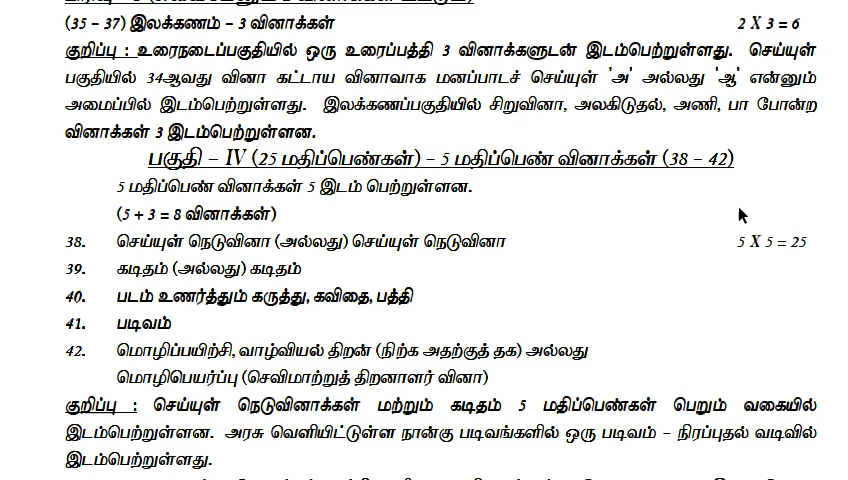 (35 – 37) இலக்கணம் – 3 வினாக்கள் 2 X 3 = 6
குறிப்பு : உரைநடைப்பகுதியில் ஒரு உரைப்பத்தி 3 வினாக்களுடன் இடம்பெற்றுள்ளது. செய்யுள்
பகுதியில் 34ஆவது வினா கட்டாய வினாவாக மனப்பாடச் செய்யுள் 'அ' அல்லது 'ஆ' என்னும்
அமைப்பில் இடம்பெற்றுள்ளது. இலக்கணப்பகுதியில் சிறுவினா, அலகிடுதல், அணி, பா போன்ற
வினாக்கள் 3 இடம்பெற்றுள்ளன.
பகுதி – IV (25 மதிப்பெண்கள்) – 5 மதிப்பெண் வினாக்கள் (38 – 42)
5 மதிப்பெண் வினாக்கள் 5 இடம் பெற்றுள்ளன.
(5 + 3 = 8 வினாக்கள்)
38. செய்யுள் நெடுவினா (அல்லது) செய்யுள் நெடுவினா 5 X 5 = 25
39. கடிதம் (அல்லது) கடிதம்
40. படம் உணர்த்தும் கருத்து, கவிதை, பத்தி
41. படிவம்
42. மொழிப்பயிற்சி, வாழ்வியல் திறன் (நிற்க அதற்குத் தக) அல்லது
மொழிபெயர்ப்பு (செவிமாற்றுத் திறனாளர் வினா)
குறிப்பு : செய்யுள் நெடுவினாக்கள் மற்றும் கடிதம் 5 மதிப்பெண்கள் பெறும் வகையில்
இடம்பெற்றுள்ளன. அரசு வெளியிட்டுள்ள நான்கு படிவங்களில் ஒரு படிவம் – நிரப்புதல் வடிவில்
இடம்பெற்றுள்ளது.